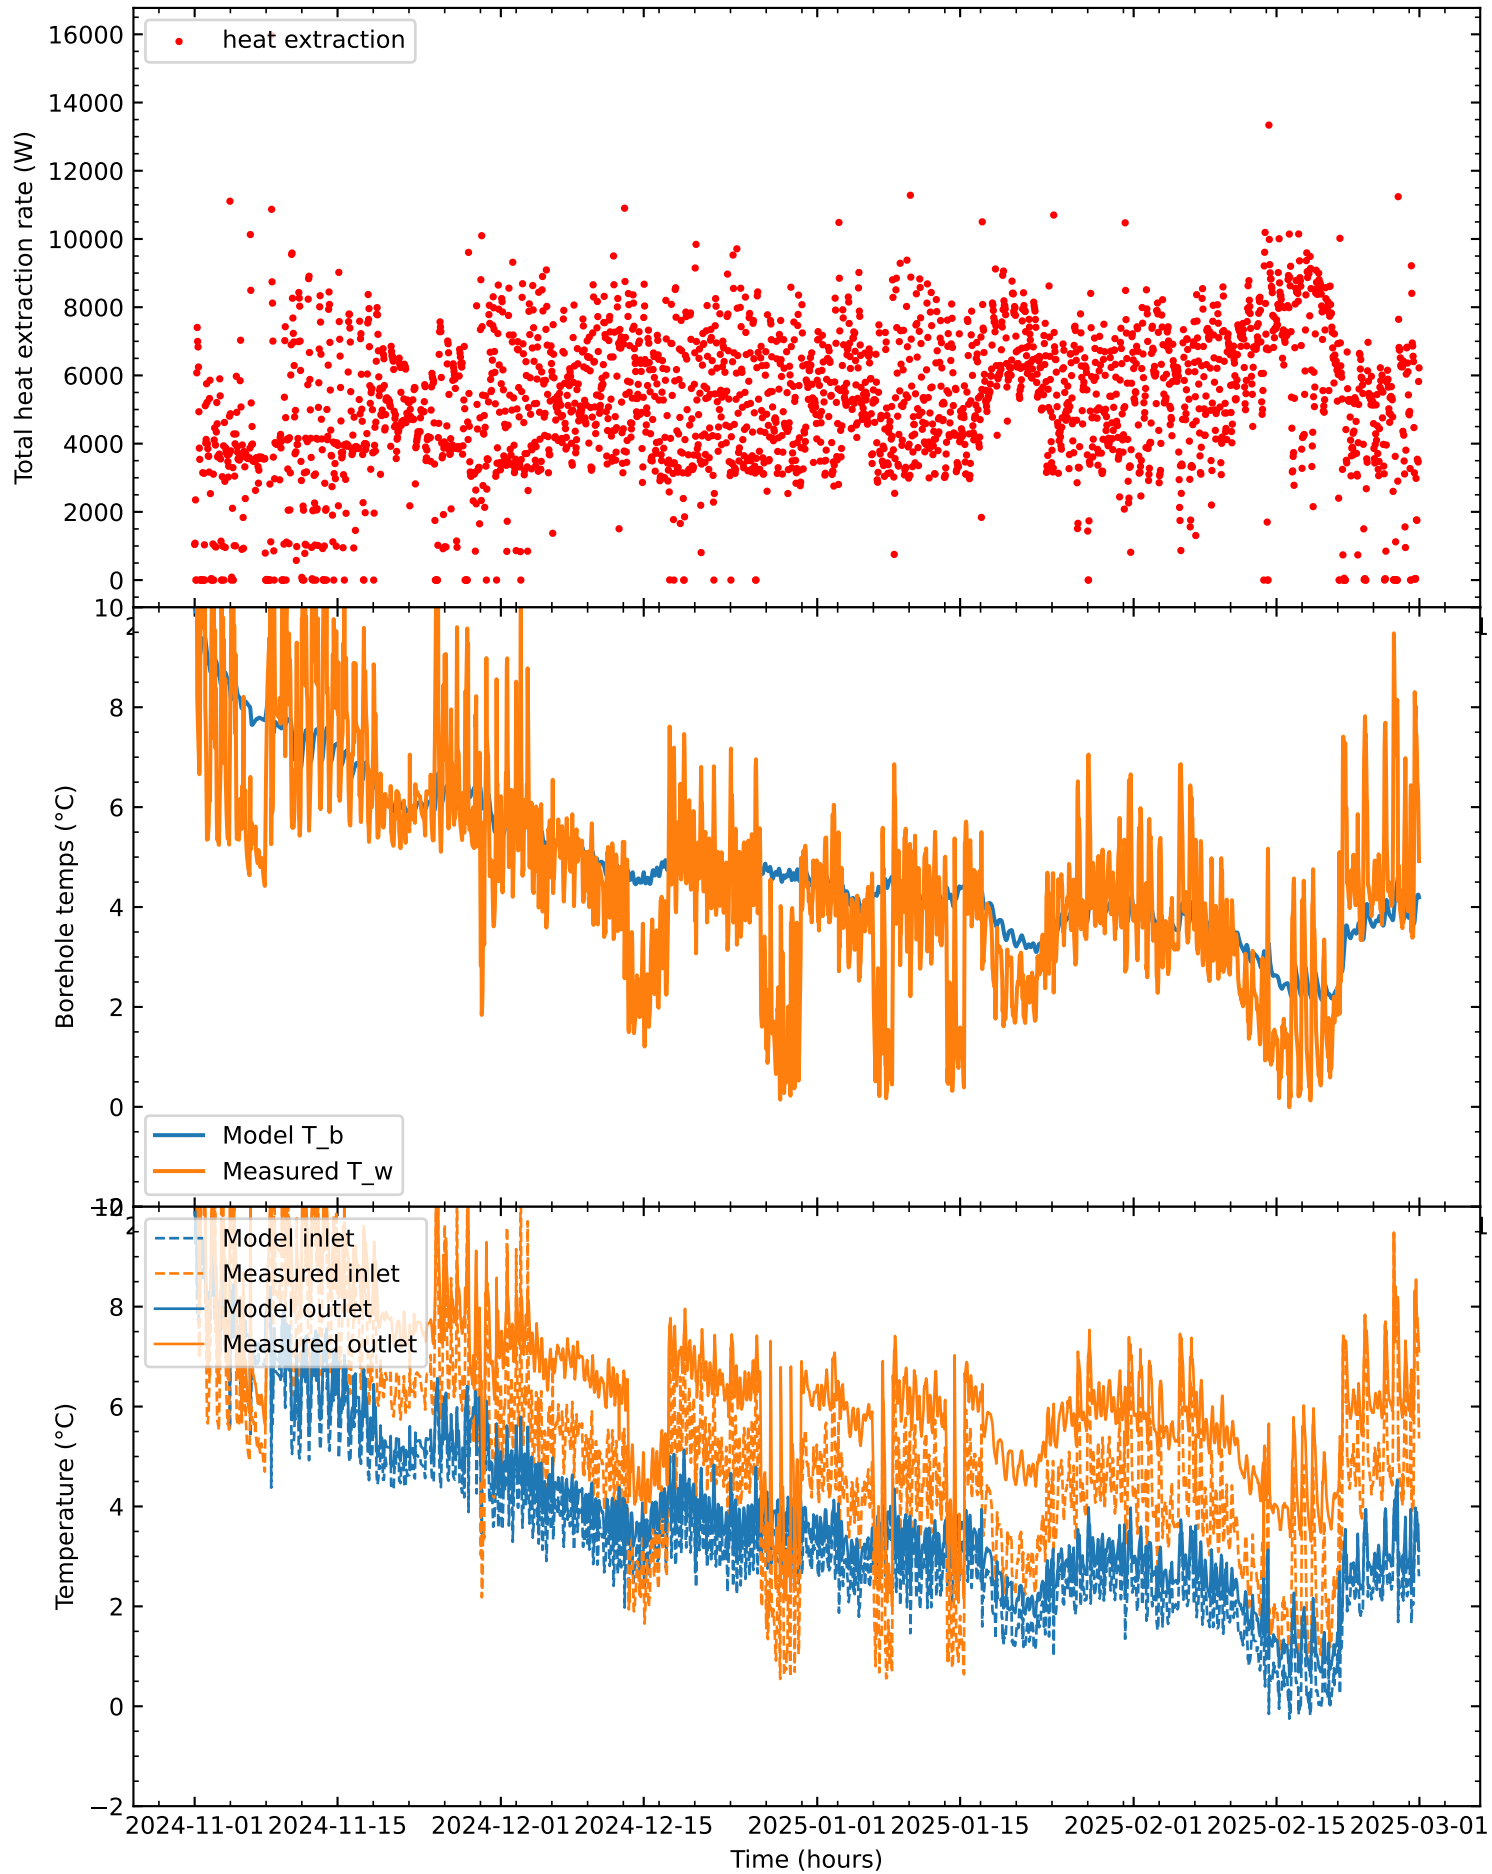 16000
heat extraction
14000
12000
10000
8000
6000
4000
2000
0
Total heat extraction rate (W)
10
8
6
4
2
0
Borehole temps (°C)
Model T_b
Measured T_w
Model inlet
Measured inlet
Model outlet
Measured outlet
8
6
4
2
0
−2
Temperature (°C)
2024-11-01 2024-11-15 2024-12-01 2024-12-15 2025-01-01 2025-01-15 2025-02-01 2025-02-15 2025-03-01
Time (hours)